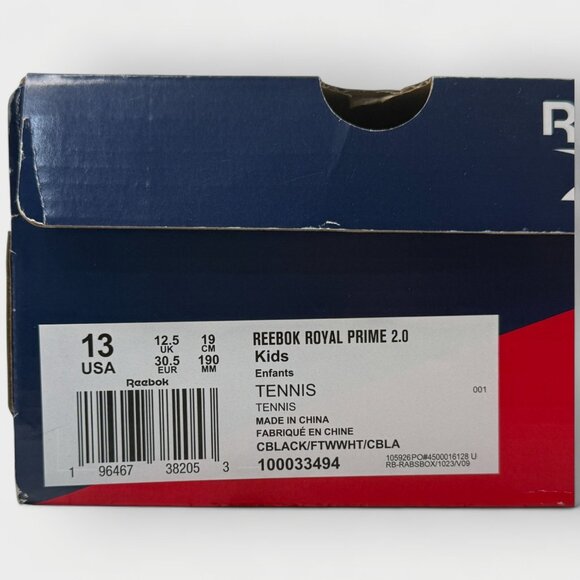 13
USA
12.5
UK
30.5
EUR
19
CM
190
MM
Reebok
1 96467 38205 3
REEBOK ROYAL PRIME 2.0
Kids
Enfants
TENNIS
001
TENNIS
MADE IN CHINA
FABRIQUÉ EN CHINE
CBLACK/FTWWHT/CBLA
100033494
105926PO#4500016128 U
RB-RABSBOX/1023/V09